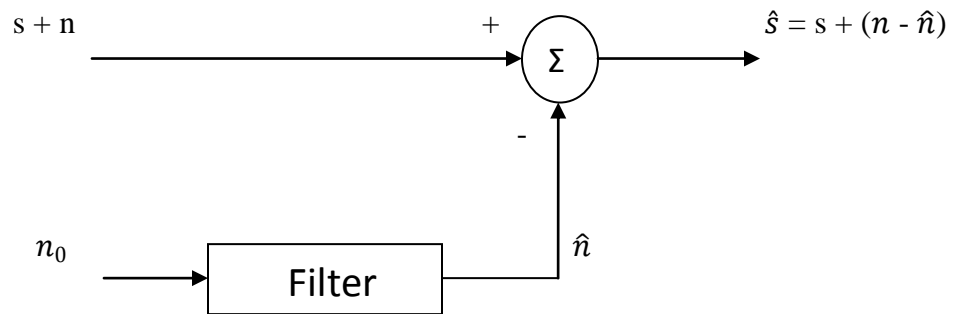 s + n
+
Σ
ŝ = s + (n - n̂)
-
n₀
Filter
n̂